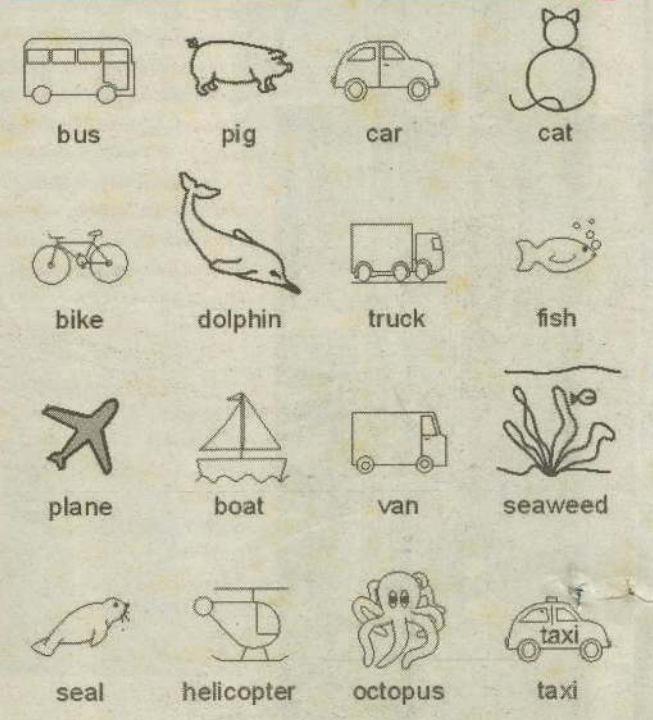 bus pig car cat
bike dolphin truck fish
plane boat van seaweed
taxi
seal helicopter octopus taxi